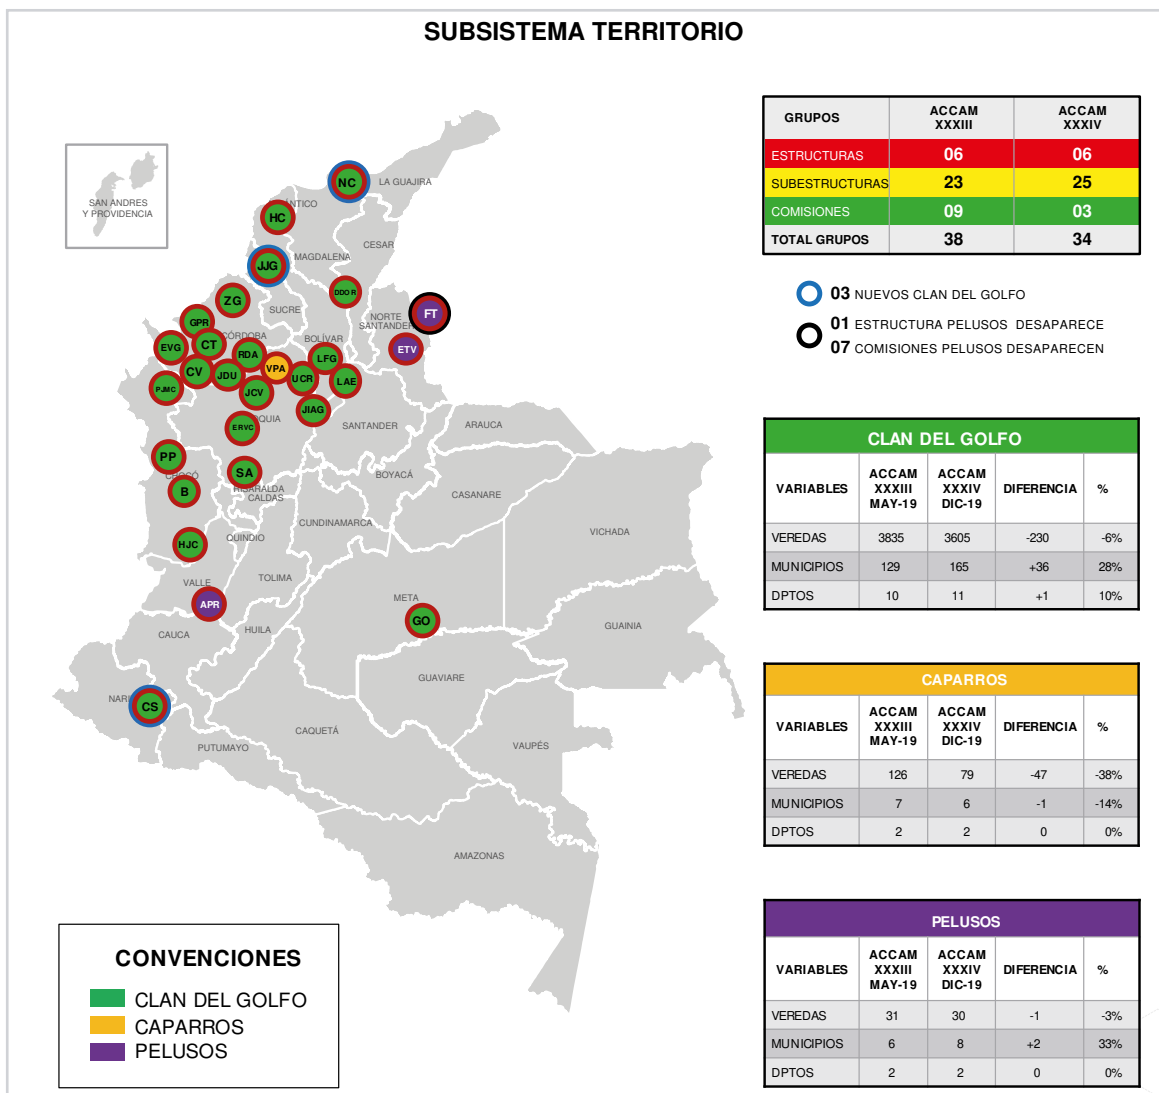 SUBSISTEMA TERRITORIO
SAN ANDRES
Y PROVIDENCIA
NC
LA GUAJIRA
HC
CESAR
JJG
MAGDALENA
DDOR
ZG
SUCRE
NORTE
SANTANDER
FT
GPR
CÓRDOBA
BOLÍVAR
EVG
CT
RDA
LFG
ETV
CV
JDU
VPA
UCR
LAE
PJMC
JCV
JIAG
ERVC
SANTANDER
ARAUCA
PP
SA
BOYACÁ
B
RISARALDA
CALDAS
CASANARE
CUNDINAMARCA
HJC
QUINDIO
VICHADA
VALLE
TOLIMA
APR
META
GO
CAUCA
HUILA
GUAINIA
GUAVIARE
CS
CAQUETÁ
PUTUMAYO
VAUPÉS
AMAZONAS
CONVENCIONES
CLAN DEL GOLFO
CAPARROS
PELUSOS
GRUPOS ACCAM XXXIII ACCAM XXXIV
ESTRUCTURAS 06 06
SUBESTRUCTURAS 23 25
COMISIONES 09 03
TOTAL GRUPOS 38 34
03 NUEVOS CLAN DEL GOLFO
01 ESTRUCTURA PELUSOS DESAPARECE
07 COMISIONES PELUSOS DESAPARECEN
CLAN DEL GOLFO
VARIABLES ACCAM XXXIII MAY-19 ACCAM XXXIV DIC-19 DIFERENCIA %
VEREDAS 3835 3605 -230 -6%
MUNICIPIOS 129 165 +36 28%
DPTOS 10 11 +1 10%
CAPARROS
VARIABLES ACCAM XXXIII MAY-19 ACCAM XXXIV DIC-19 DIFERENCIA %
VEREDAS 126 79 -47 -38%
MUNICIPIOS 7 6 -1 -14%
DPTOS 2 2 0 0%
PELUSOS
VARIABLES ACCAM XXXIII MAY-19 ACCAM XXXIV DIC-19 DIFERENCIA %
VEREDAS 31 30 -1 -3%
MUNICIPIOS 6 8 +2 33%
DPTOS 2 2 0 0%